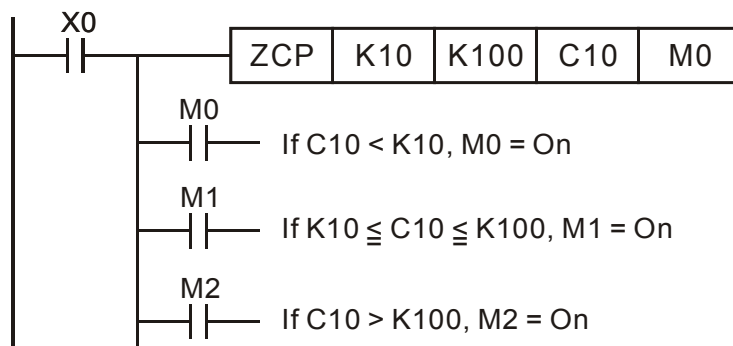 X0
ZCP K10 K100 C10 M0
M0
If C10 < K10, M0 = On
M1
If K10 ≦ C10 ≦ K100, M1 = On
M2
If C10 > K100, M2 = On